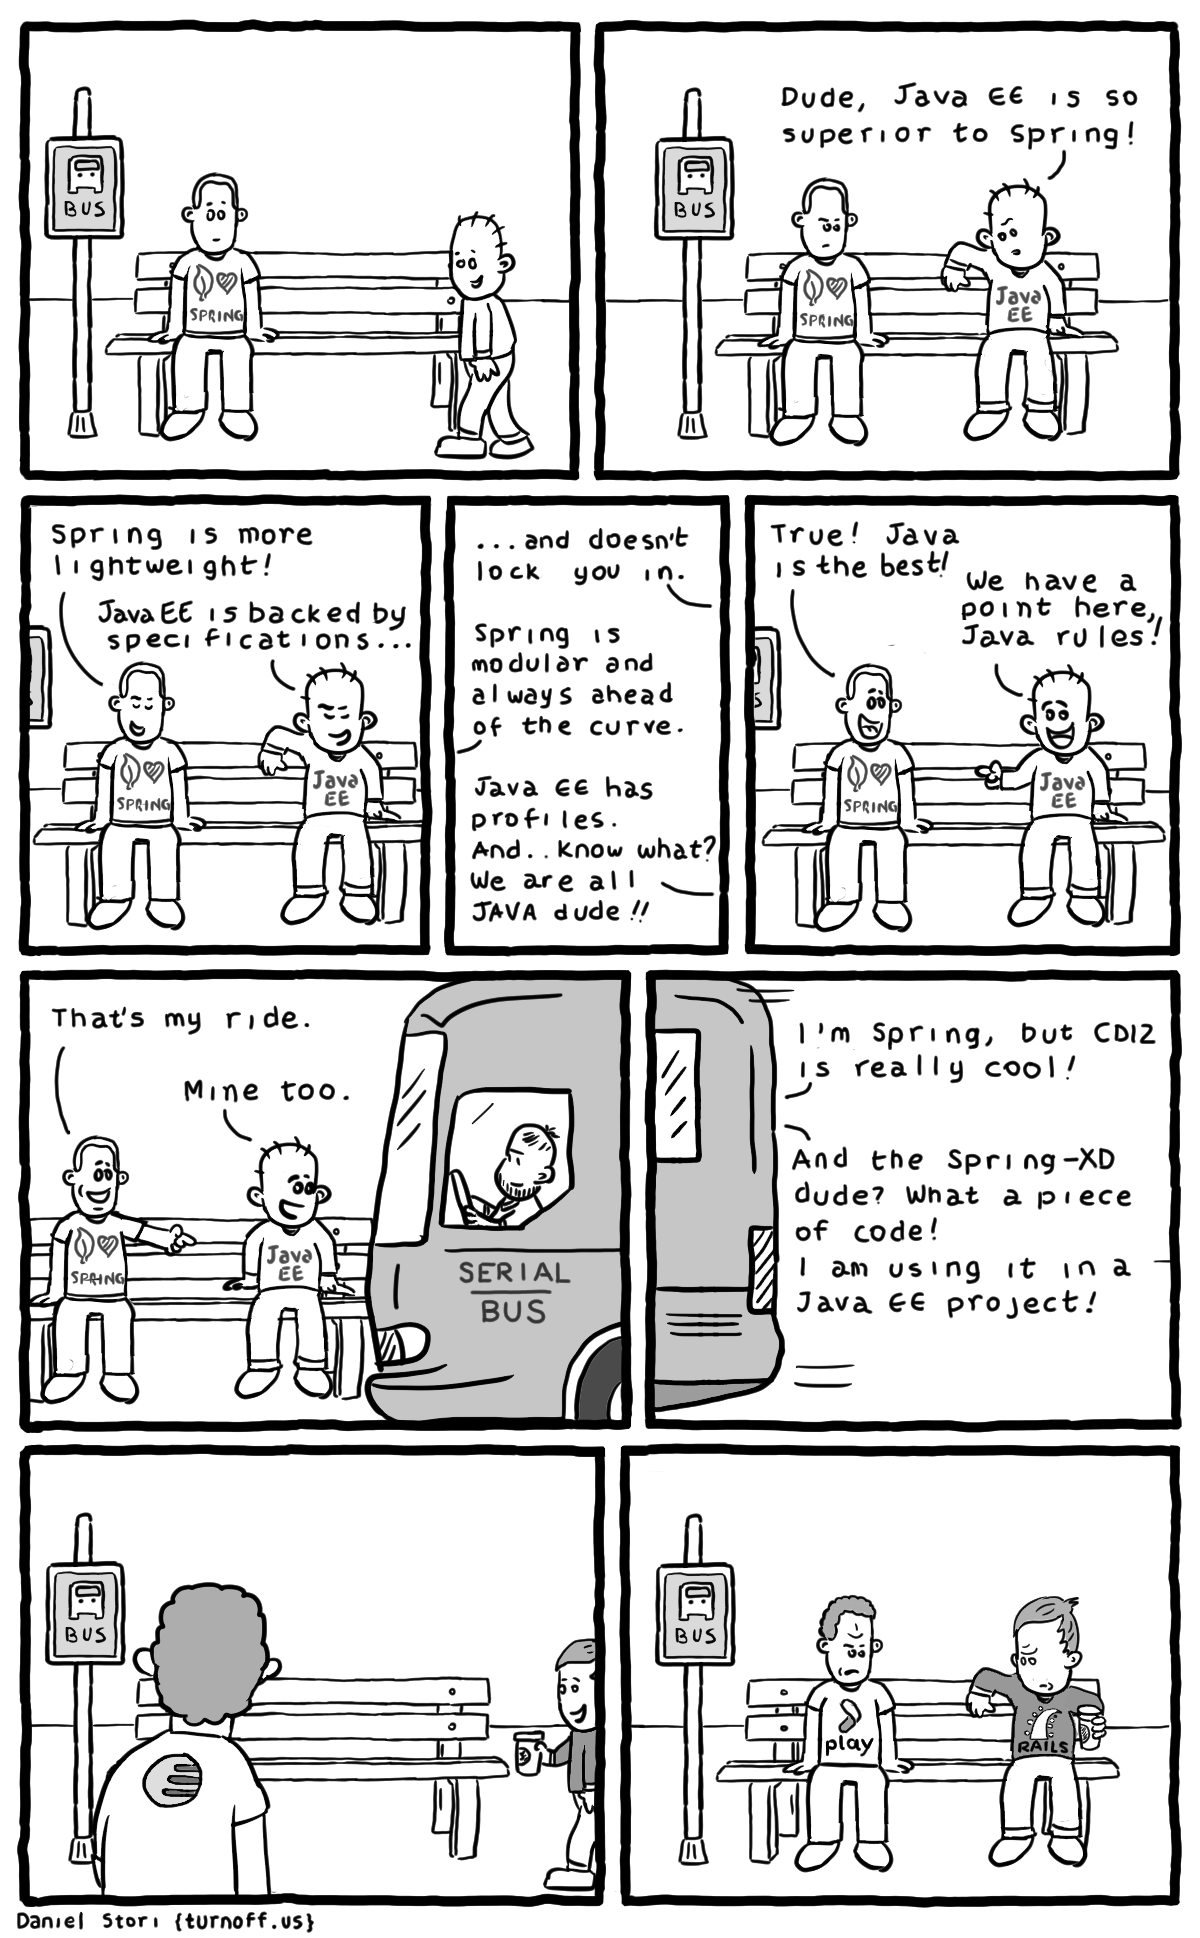 BUS
SPRING
Dude, Java EE is so
superior to Spring!
BUS
SPRING
Java
EE
Spring is more
lightweight!
Java EE is backed by
specifications...
SPRING
Java
EE
...and doesn't
lock you in.
Spring is
modular and
always ahead
of the curve.
Java EE has
profiles.
And.. know what?
We are all
JAVA dude!!
True! Java
is the best!
We have a
point here,
Java rules!
S
SPRING
Java
EE
That's my ride.
Mine too.
SPRING
Java
EE
SERIAL
BUS
I'm Spring, but CDI2
is really cool!
And the Spring-XD
dude? What a piece
of code!
I am using it in a
Java EE project!
BUS
BUS
play
RAILS
Daniel Stori {turnoff.us}